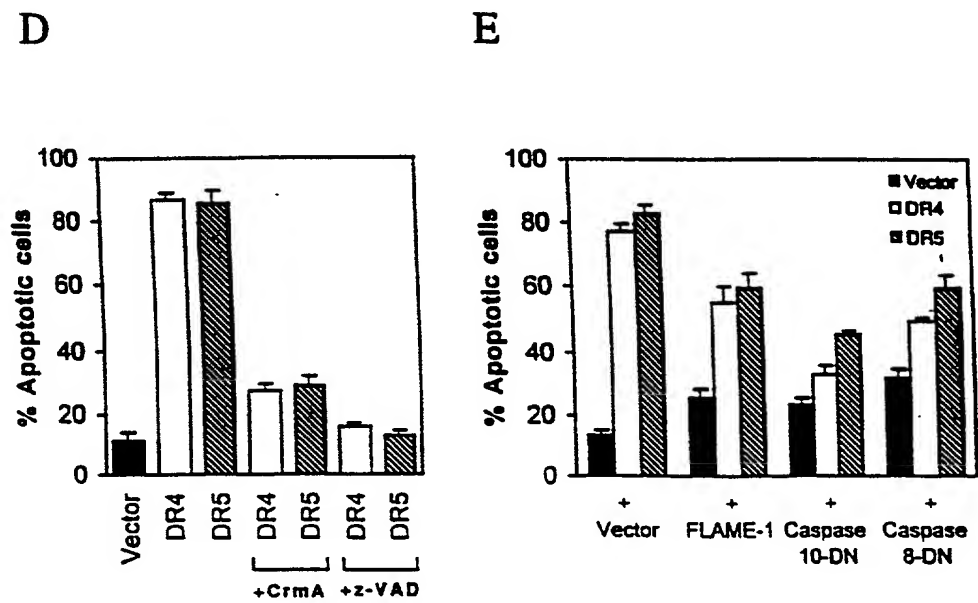 D
E
% Apoptotic cells
100
80
60
40
20
0
Vector
DR4
DR5
DR4
DR5
DR4
DR5
+CrmA
+z-VAD
% Apoptotic cells
100
80
60
40
20
0
Vector
DR4
DR5
+
+
+
+
Vector
FLAME-1
Caspase
10-DN
Caspase
8-DN